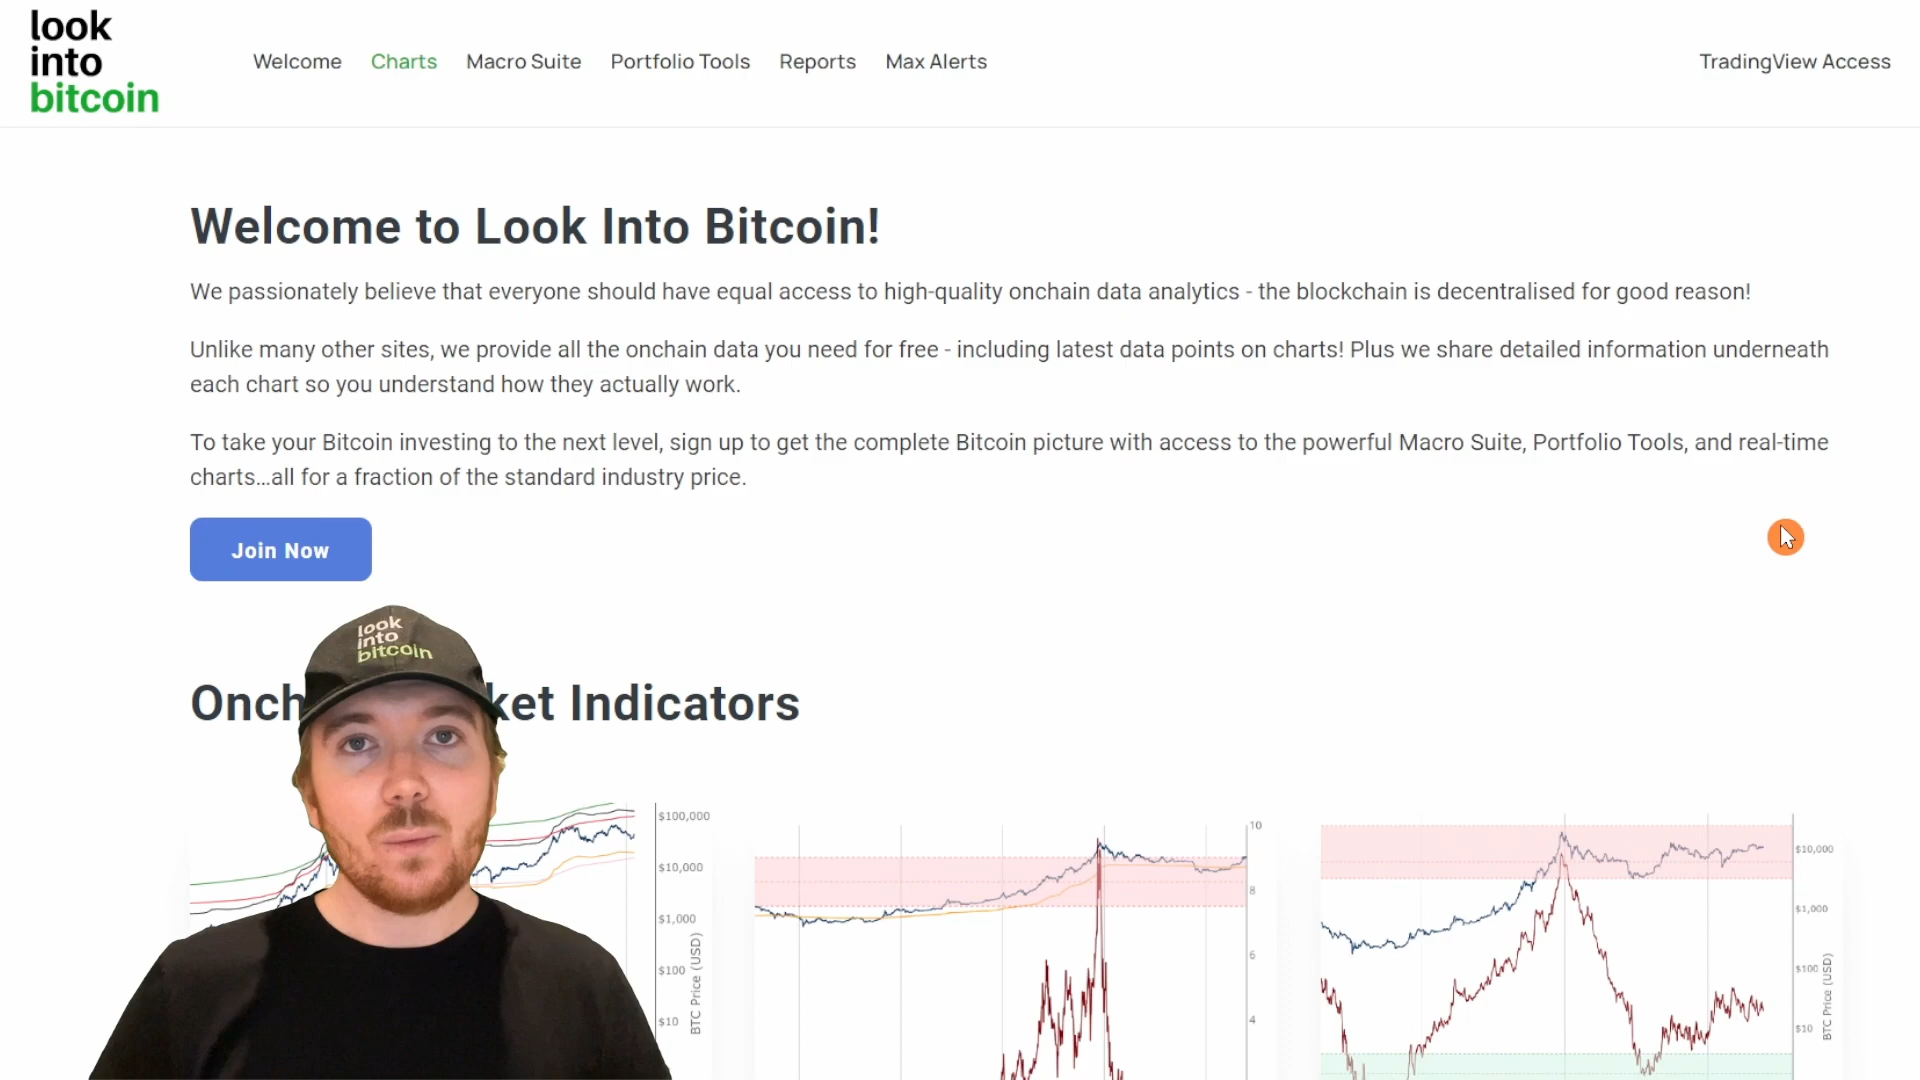 look
into
bitcoin
Welcome Charts Macro Suite Portfolio Tools Reports Max Alerts TradingView Access
Welcome to Look Into Bitcoin!
We passionately believe that everyone should have equal access to high-quality onchain data analytics - the blockchain is decentralised for good reason!
Unlike many other sites, we provide all the onchain data you need for free - including latest data points on charts! Plus we share detailed information underneath
each chart so you understand how they actually work.
To take your Bitcoin investing to the next level, sign up to get the complete Bitcoin picture with access to the powerful Macro Suite, Portfolio Tools, and real-time
charts...all for a fraction of the standard industry price.
Join Now
look
into
bitcoin
Onch ket Indicators
$100,000
$10,000
$1,000
$100
$10
BTC Price (USD)
10
8
6
4
$10,000
$1,000
$100
$10
BTC Price (USD)